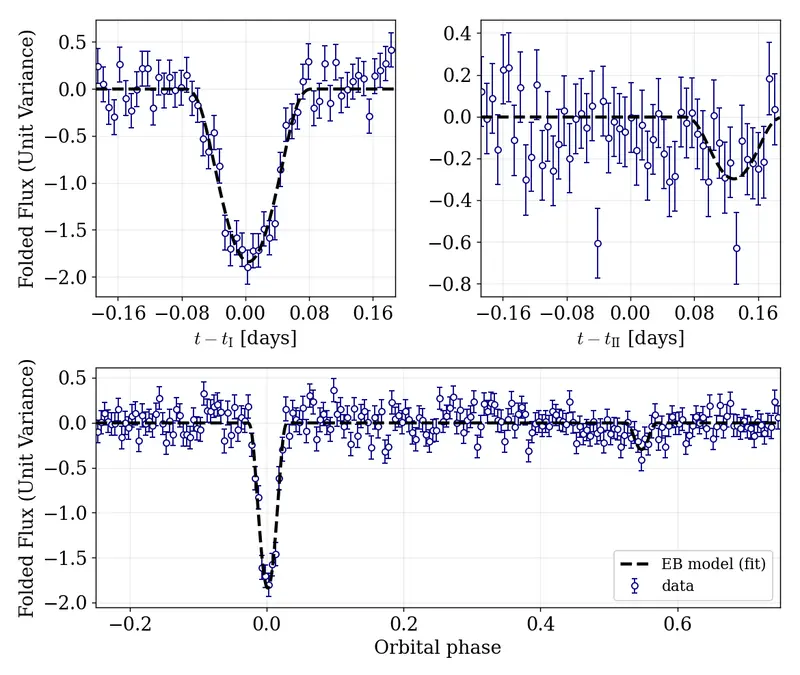 Folded Flux (Unit Variance)
0.5
0.0
−0.5
−1.0
−1.5
−2.0
−0.16 −0.08 0.00 0.08 0.16
t − tI [days]
0.4
0.2
0.0
−0.2
−0.4
−0.6
−0.8
−0.16 −0.08 0.00 0.08 0.16
t − tII [days]
Folded Flux (Unit Variance)
0.5
0.0
−0.5
−1.0
−1.5
−2.0
−0.2 0.0 0.2 0.4 0.6
Orbital phase
EB model (fit)
data